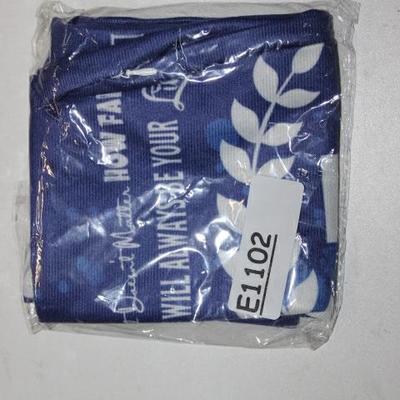 Doesn't Matter HOW FAR
WILL ALWAYS BE YOUR
E1102